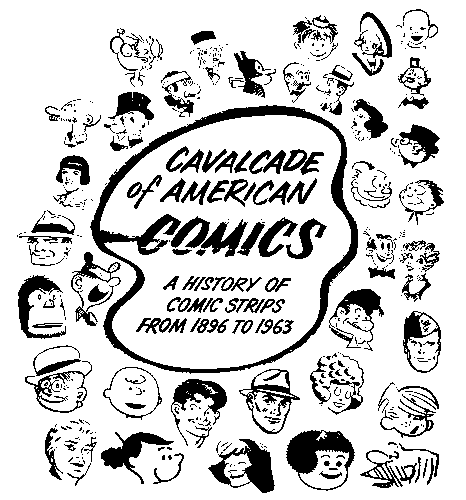 CAVALCADE
of AMERICAN
COMICS
A HISTORY OF
COMIC STRIPS
FROM 1896 TO 1963